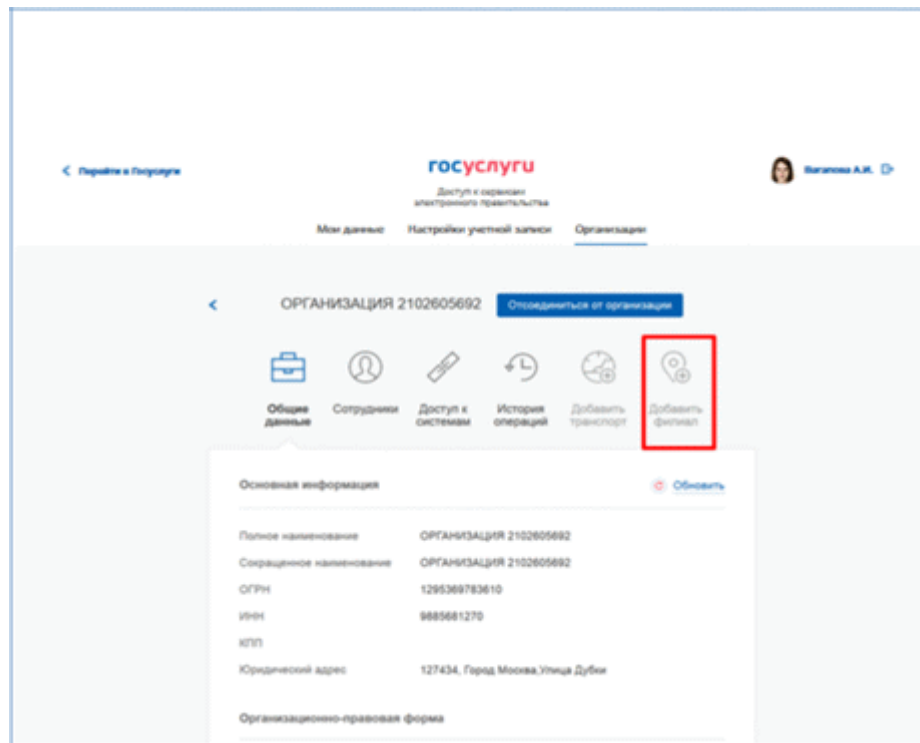 Перейти в Госуслуги
госуслуги
Вагапова А.И.
Доступ к сервисам
электронного правительства
Мои данные Настройки учетной записи Организации
ОРГАНИЗАЦИЯ 2102605692 Отсоединиться от организации
Общие данные
Сотрудники
Доступ к системам
История операций
Добавить транспорт
Добавить филиал
Основная информация Обновить
Полное наименование ОРГАНИЗАЦИЯ 2102605692
Сокращенное наименование ОРГАНИЗАЦИЯ 2102605692
ОГРН 1295369783610
ИНН 9885681270
КПП
Юридический адрес 127434, Город Москва,Улица Дубки
Организационно-правовая форма